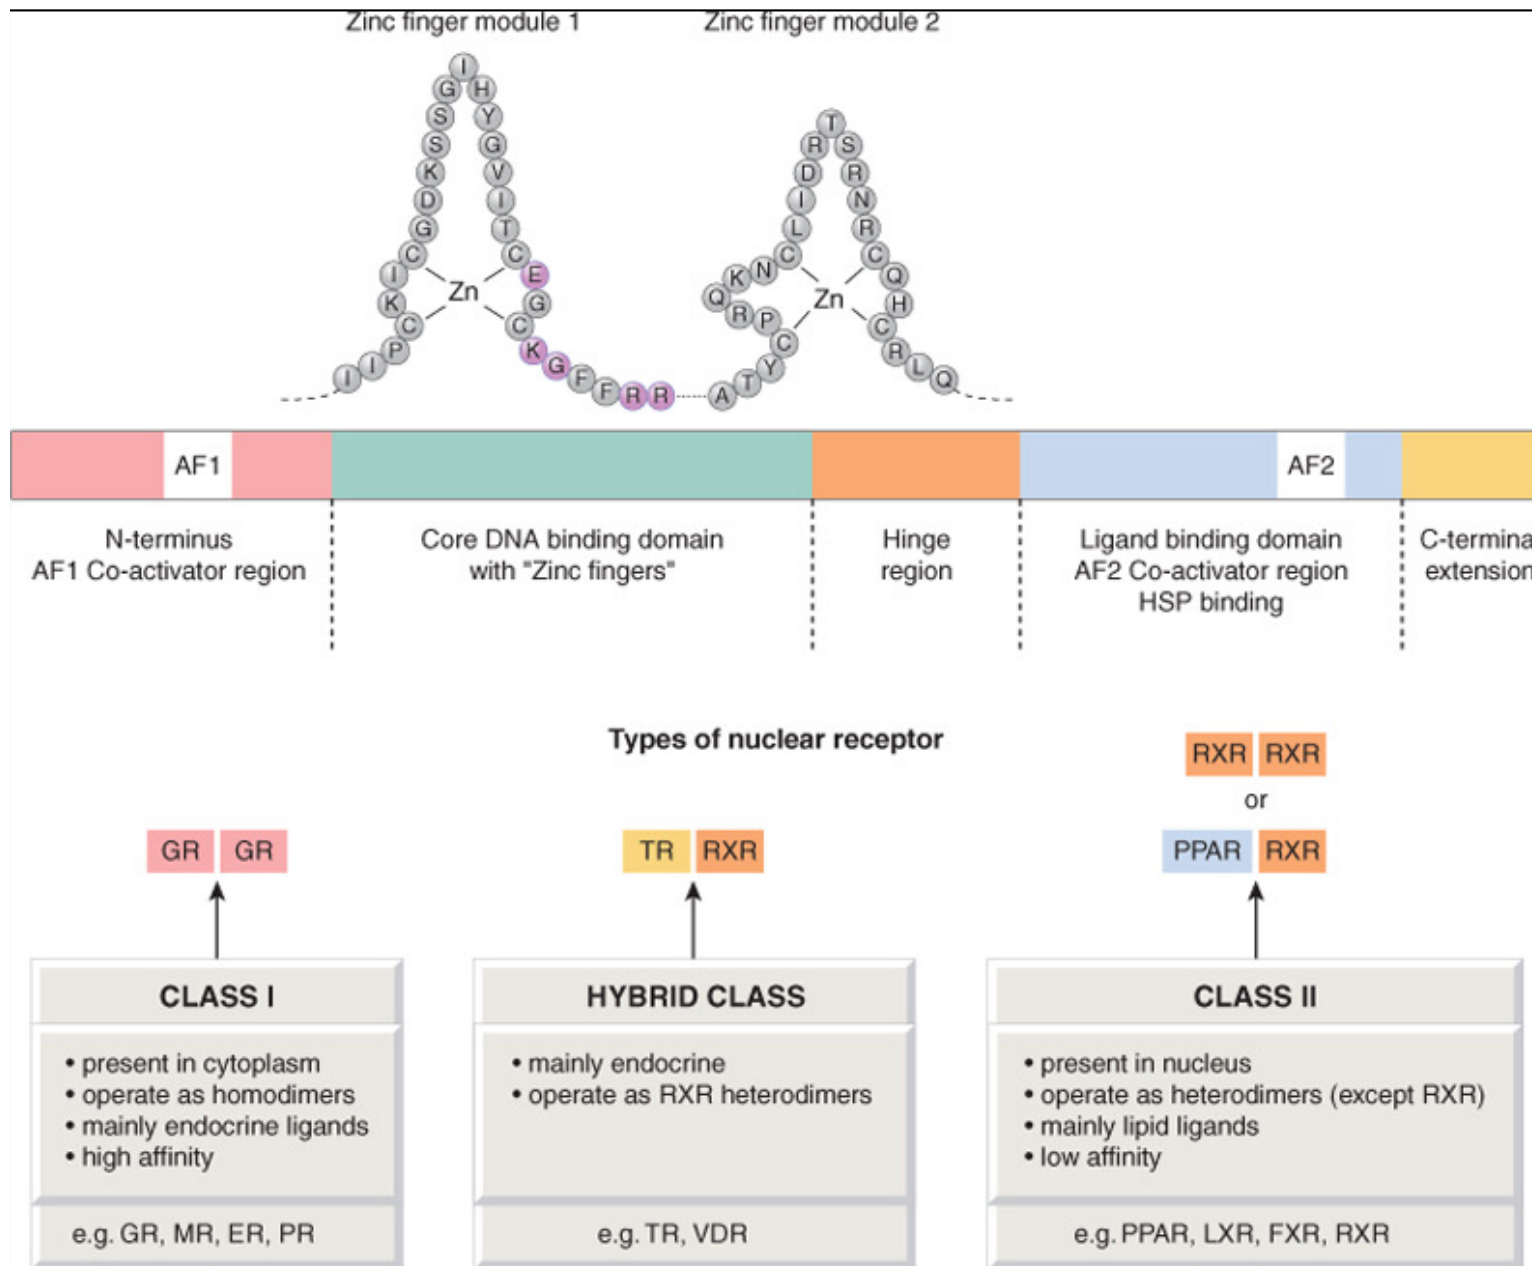 Zinc finger module 1
Zinc finger module 2
I I P C K I C G D K S S G I H Y G V I T C E G C K G F F R R
Zn
A T Y C P R Q K N C L I D R T S R N R C Q H C R L Q
Zn
AF1
AF2
N-terminus
AF1 Co-activator region
Core DNA binding domain
with "Zinc fingers"
Hinge
region
Ligand binding domain
AF2 Co-activator region
HSP binding
C-termina
extension
Types of nuclear receptor
RXR RXR
or
GR GR
TR RXR
PPAR RXR
CLASS I
• present in cytoplasm
• operate as homodimers
• mainly endocrine ligands
• high affinity
e.g. GR, MR, ER, PR
HYBRID CLASS
• mainly endocrine
• operate as RXR heterodimers
e.g. TR, VDR
CLASS II
• present in nucleus
• operate as heterodimers (except RXR)
• mainly lipid ligands
• low affinity
e.g. PPAR, LXR, FXR, RXR